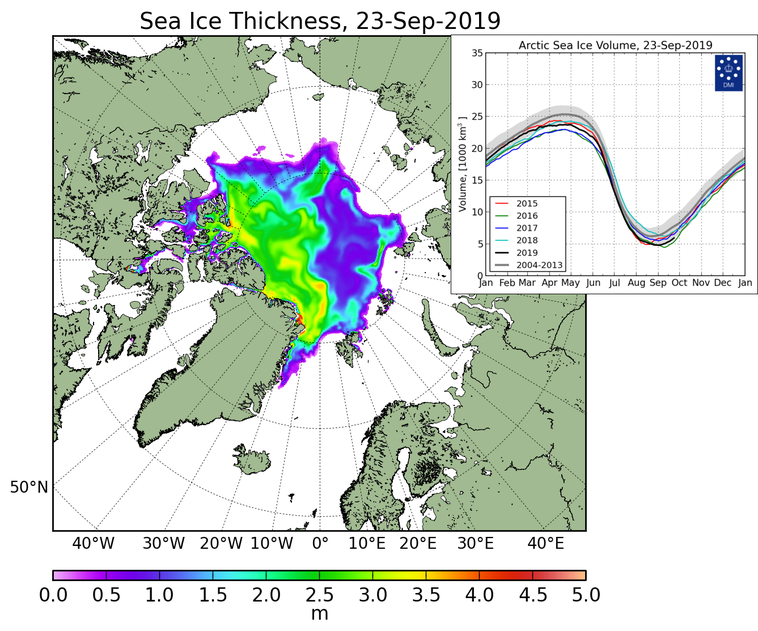 Sea Ice Thickness, 23-Sep-2019
Arctic Sea Ice Volume, 23-Sep-2019
35
30
25
20
15
10
5
0
Volume, [1000 km³]
DMI
2015
2016
2017
2018
2019
2004-2013
Jan Feb Mar Apr May Jun Jul Aug Sep Oct Nov Dec Jan
50°N
40°W 30°W 20°W 10°W 0° 10°E 20°E 30°E 40°E
0.0 0.5 1.0 1.5 2.0 2.5 3.0 3.5 4.0 4.5 5.0
m